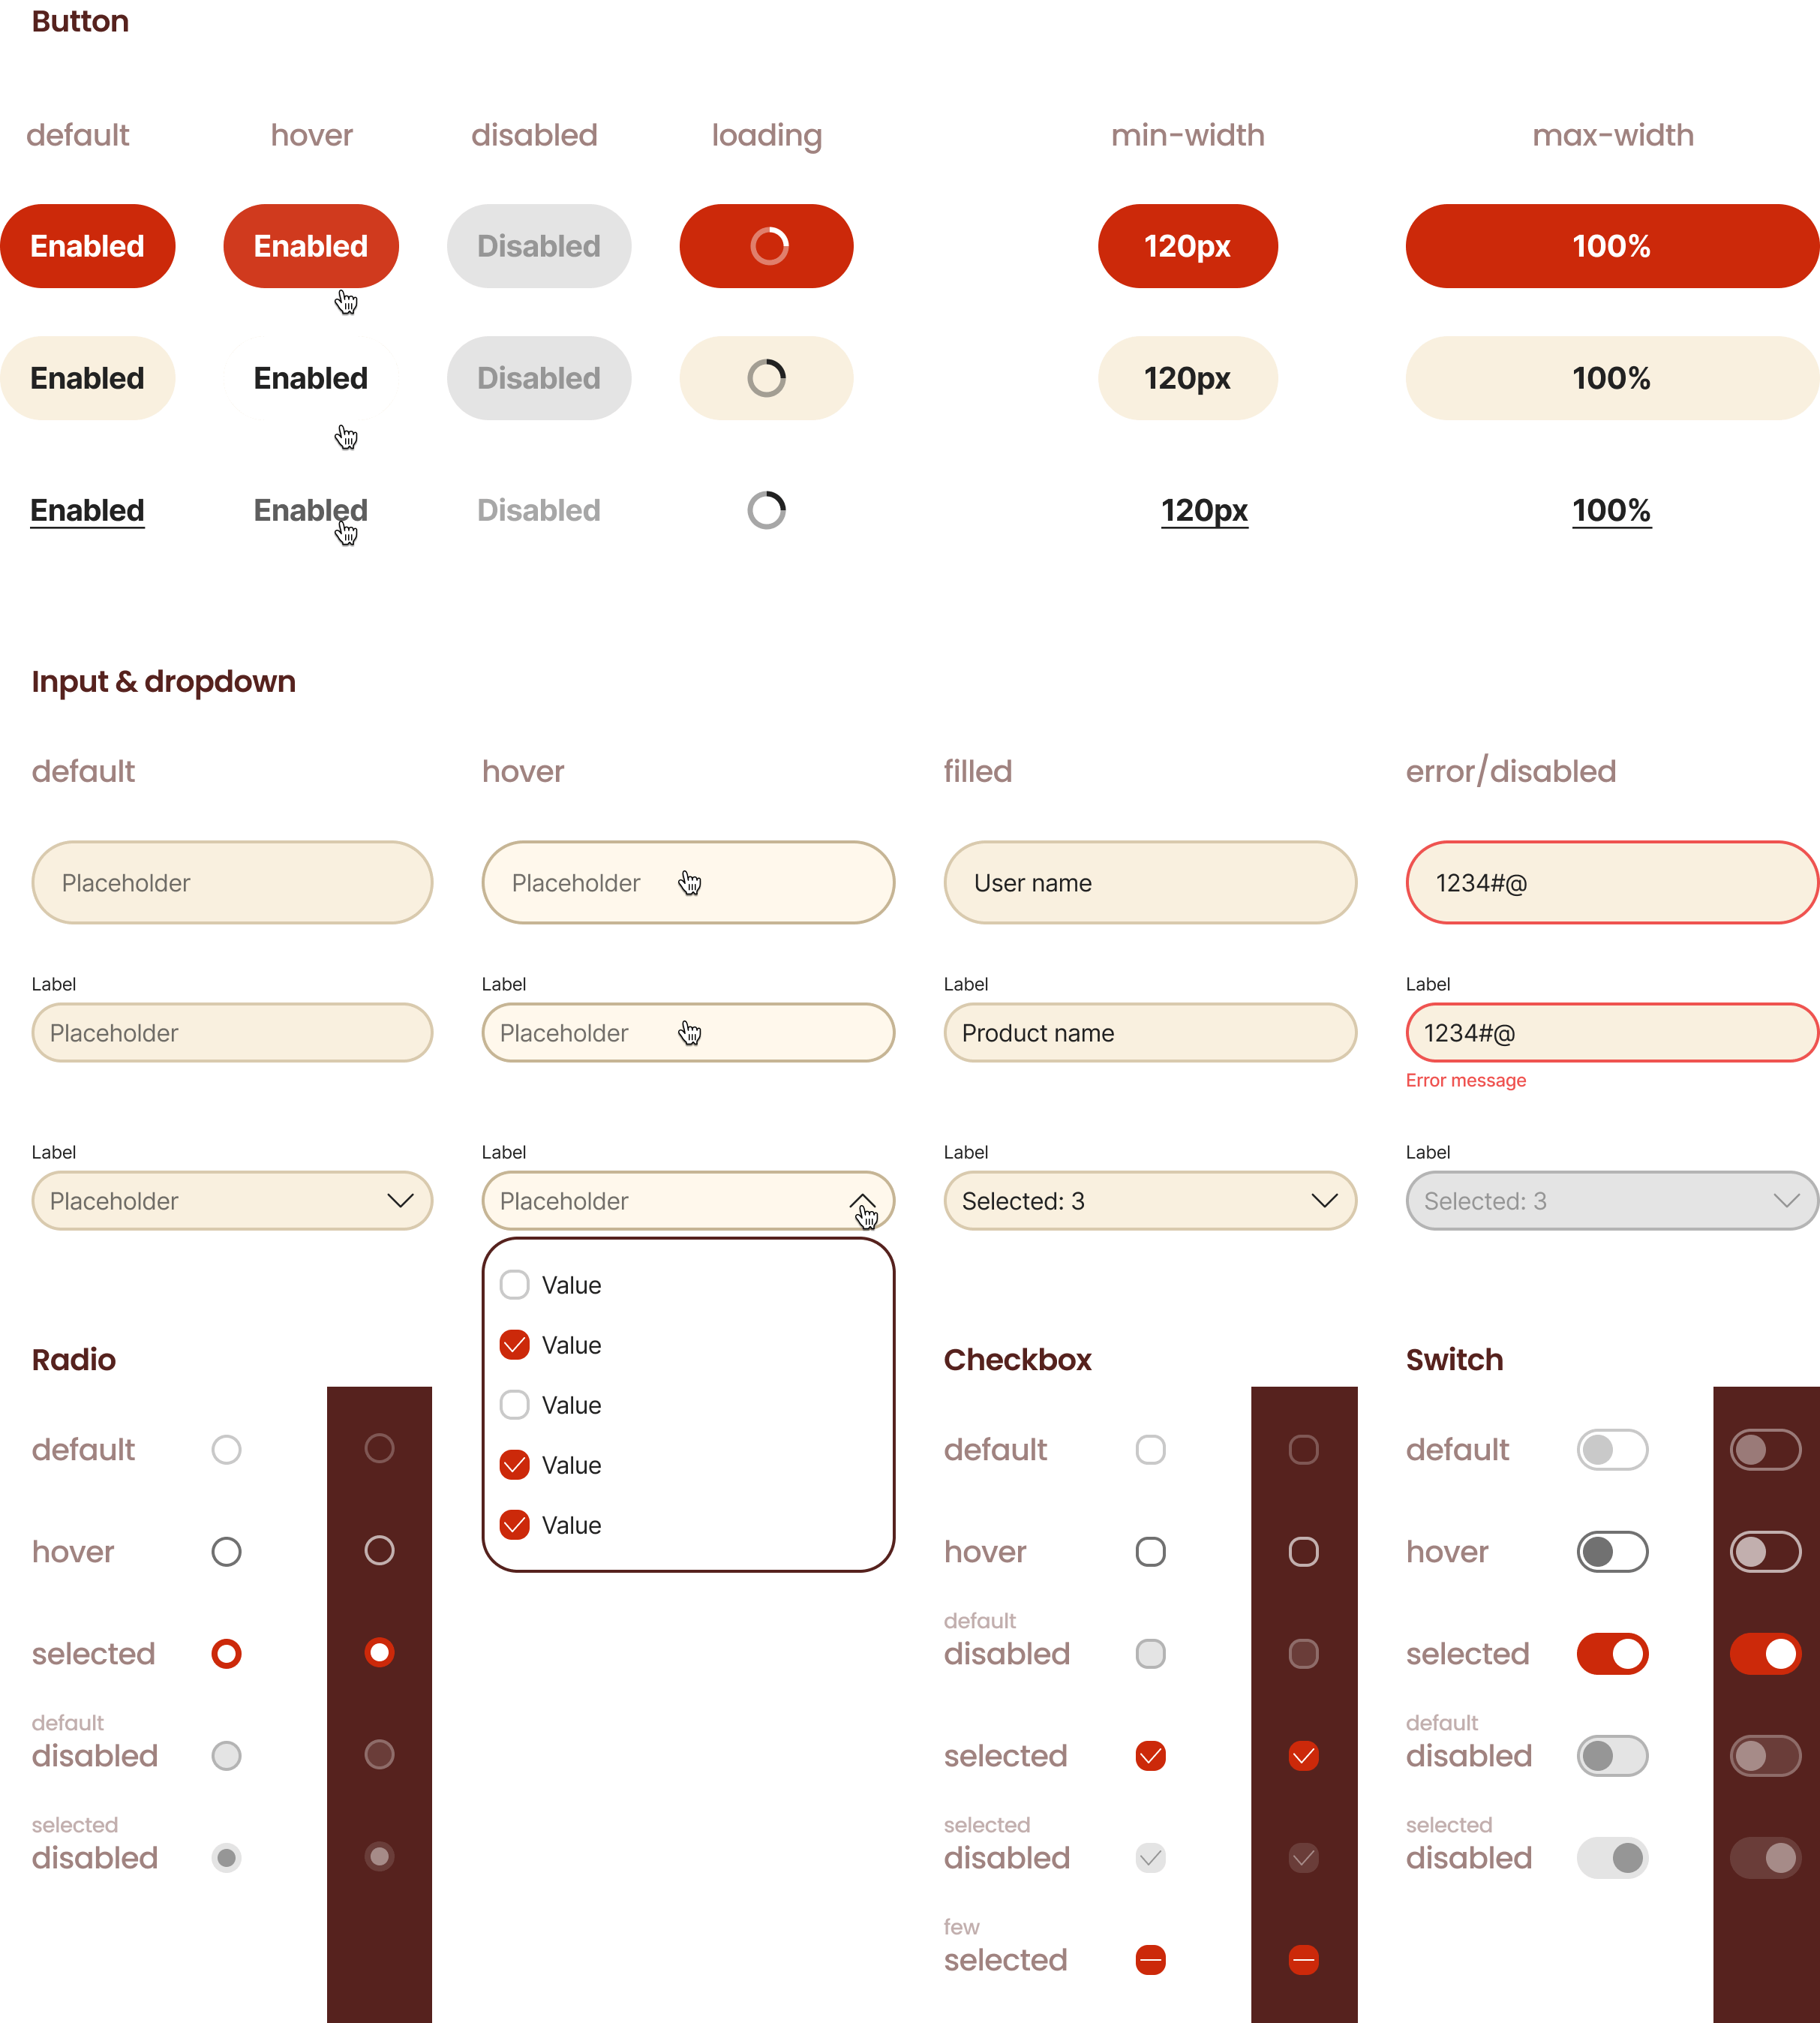 Button
default hover disabled loading min-width max-width
Enabled Enabled Disabled 120px 100%
Enabled Enabled Disabled 120px 100%
Enabled Enabled Disabled 120px 100%
Input & dropdown
default hover filled error/disabled
Placeholder Placeholder User name 1234#@
Label Label Label Label
Placeholder Placeholder Product name 1234#@
Error message
Label Label Label Label
Placeholder Placeholder Selected: 3 Selected: 3
Value
Value
Value
Value
Value
Radio
default
hover
selected
default
disabled
selected
disabled
Checkbox
default
hover
default
disabled
selected
selected
disabled
few
selected
Switch
default
hover
selected
default
disabled
selected
disabled